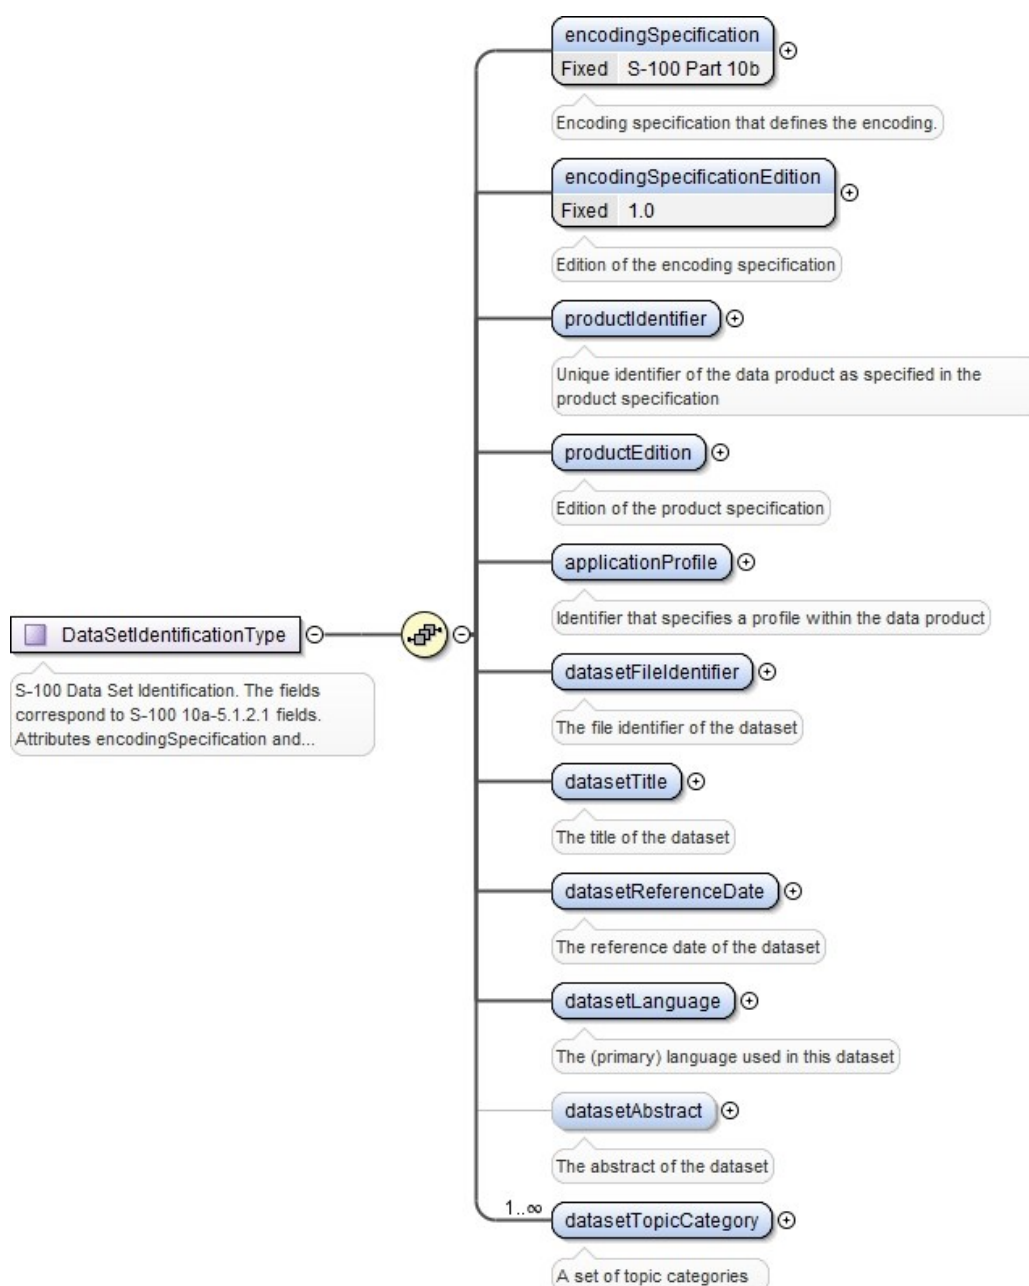 encodingSpecification
Fixed S-100 Part 10b
Encoding specification that defines the encoding.
encodingSpecificationEdition
Fixed 1.0
Edition of the encoding specification
productIdentifier
Unique identifier of the data product as specified in the
product specification
productEdition
Edition of the product specification
applicationProfile
Identifier that specifies a profile within the data product
DataSetIdentificationType
S-100 Data Set Identification. The fields
correspond to S-100 10a-5.1.2.1 fields.
Attributes encodingSpecification and...
datasetFileIdentifier
The file identifier of the dataset
datasetTitle
The title of the dataset
datasetReferenceDate
The reference date of the dataset
datasetLanguage
The (primary) language used in this dataset
datasetAbstract
The abstract of the dataset
1..∞
datasetTopicCategory
A set of topic categories